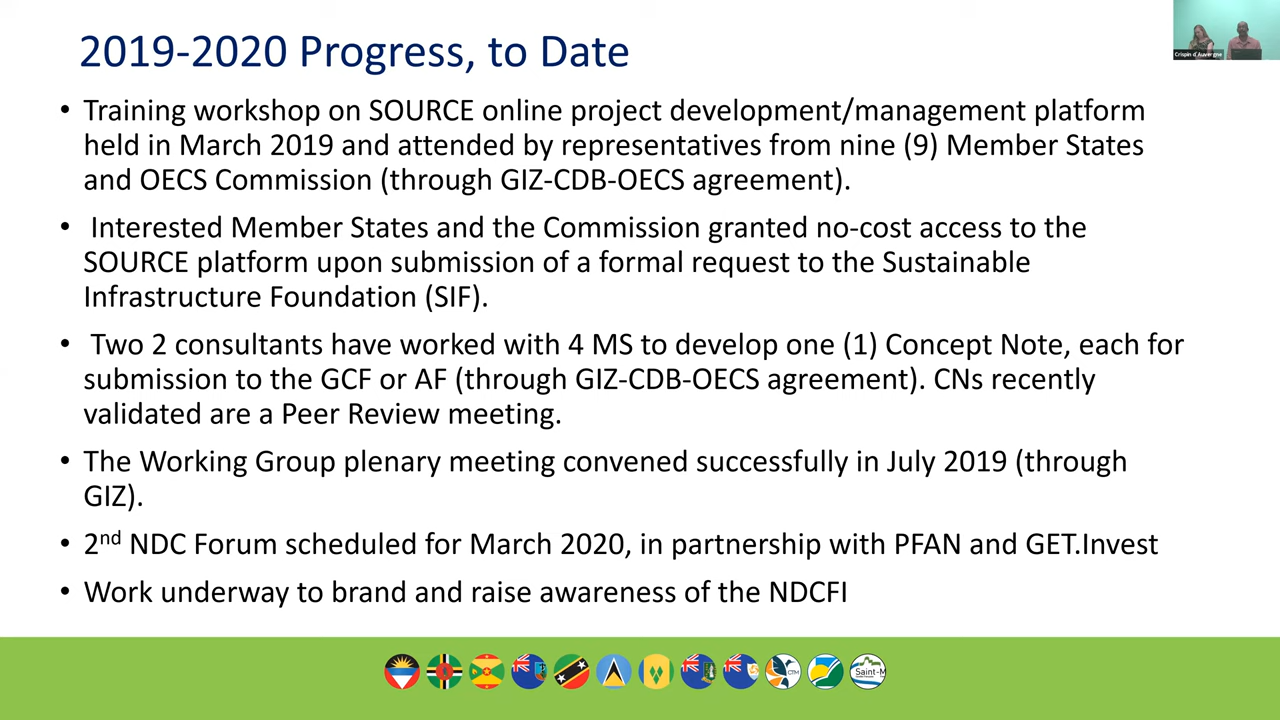 2019-2020 Progress, to Date
Crispin d'Auvergne
• Training workshop on SOURCE online project development/management platform
held in March 2019 and attended by representatives from nine (9) Member States
and OECS Commission (through GIZ-CDB-OECS agreement).
• Interested Member States and the Commission granted no-cost access to the
SOURCE platform upon submission of a formal request to the Sustainable
Infrastructure Foundation (SIF).
• Two 2 consultants have worked with 4 MS to develop one (1) Concept Note, each for
submission to the GCF or AF (through GIZ-CDB-OECS agreement). CNs recently
validated are a Peer Review meeting.
• The Working Group plenary meeting convened successfully in July 2019 (through
GIZ).
• 2nd NDC Forum scheduled for March 2020, in partnership with PFAN and GET.Invest
• Work underway to brand and raise awareness of the NDCFI
CTM
Saint-M